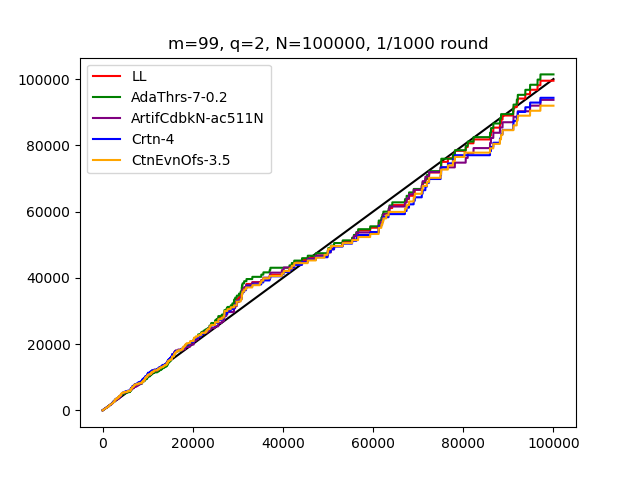 m=99, q=2, N=100000, 1/1000 round
LL
AdaThrs-7-0.2
ArtifCdbkN-ac511N
Crtn-4
CtnEvnOfs-3.5
100000
80000
60000
40000
20000
0
0 20000 40000 60000 80000 100000